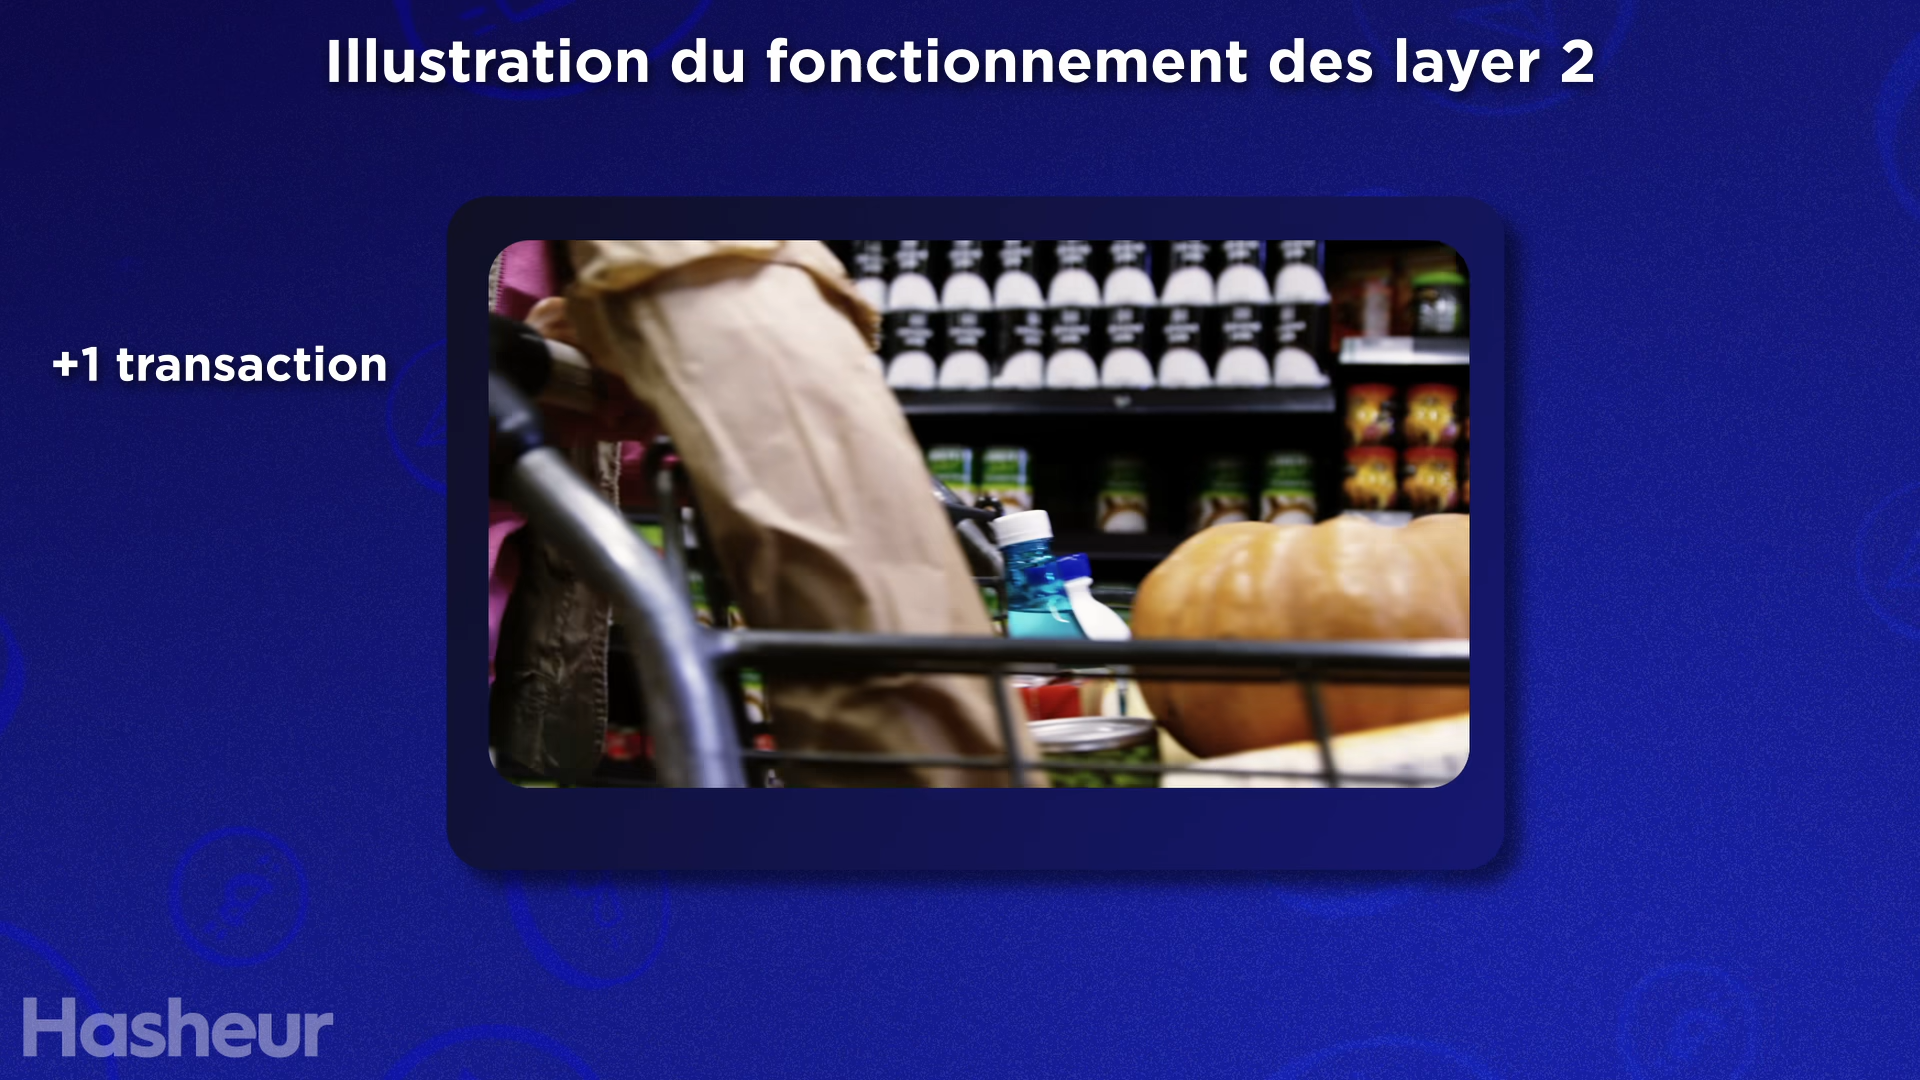 Illustration du fonctionnement des layer 2
+1 transaction
Hasheur